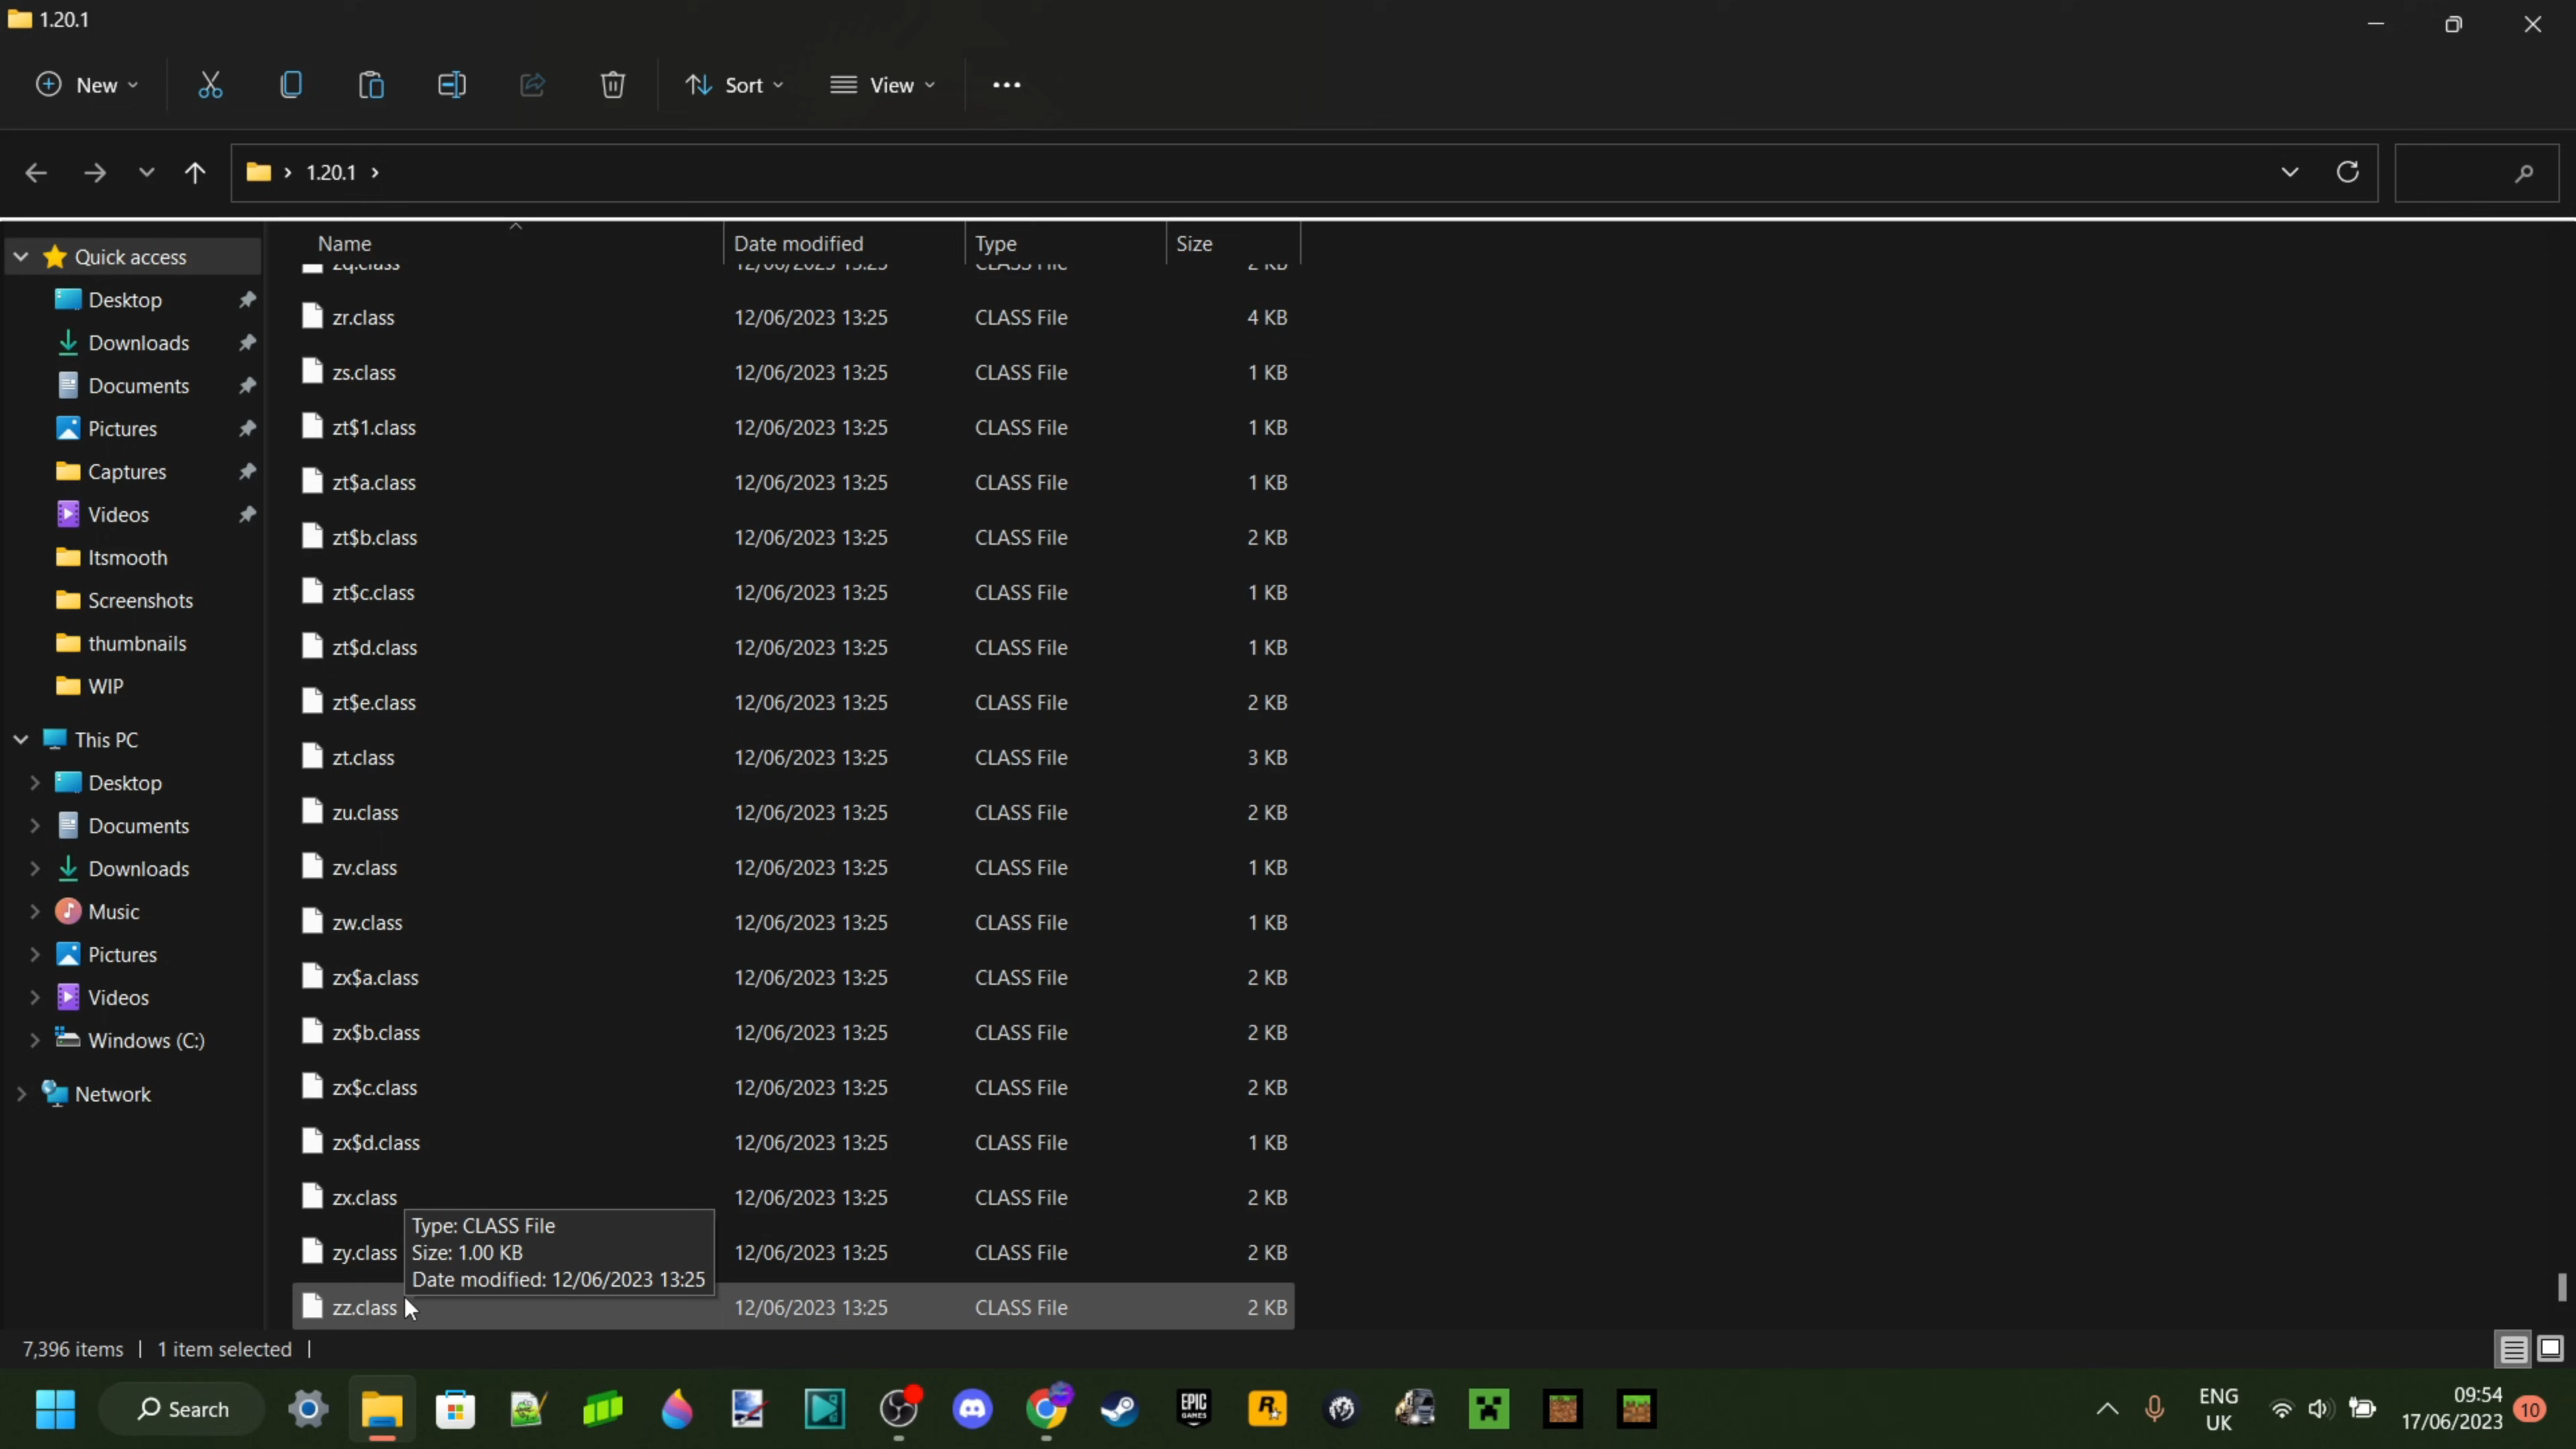 1.20.1
New
Sort
View
1.20.1
Name Date modified Type Size
Quick access
Desktop
Downloads
Documents
Pictures
Captures
Videos
Itsmooth
Screenshots
thumbnails
WIP
This PC
Desktop
Documents
Downloads
Music
Pictures
Videos
Windows (C:)
Network
zq.class 12/06/2023 13:25 CLASS File 2 KB
zr.class 12/06/2023 13:25 CLASS File 4 KB
zs.class 12/06/2023 13:25 CLASS File 1 KB
zt$1.class 12/06/2023 13:25 CLASS File 1 KB
zt$a.class 12/06/2023 13:25 CLASS File 1 KB
zt$b.class 12/06/2023 13:25 CLASS File 2 KB
zt$c.class 12/06/2023 13:25 CLASS File 1 KB
zt$d.class 12/06/2023 13:25 CLASS File 1 KB
zt$e.class 12/06/2023 13:25 CLASS File 2 KB
zt.class 12/06/2023 13:25 CLASS File 3 KB
zu.class 12/06/2023 13:25 CLASS File 2 KB
zv.class 12/06/2023 13:25 CLASS File 1 KB
zw.class 12/06/2023 13:25 CLASS File 1 KB
zx$a.class 12/06/2023 13:25 CLASS File 2 KB
zx$b.class 12/06/2023 13:25 CLASS File 2 KB
zx$c.class 12/06/2023 13:25 CLASS File 2 KB
zx$d.class 12/06/2023 13:25 CLASS File 1 KB
zx.class 12/06/2023 13:25 CLASS File 2 KB
zy.class 12/06/2023 13:25 CLASS File 2 KB
zz.class 12/06/2023 13:25 CLASS File 2 KB
Type: CLASS File
Size: 1.00 KB
Date modified: 12/06/2023 13:25
7,396 items 1 item selected
Search
EPIC
GAMES
R
ENG
UK
09:54
17/06/2023
10